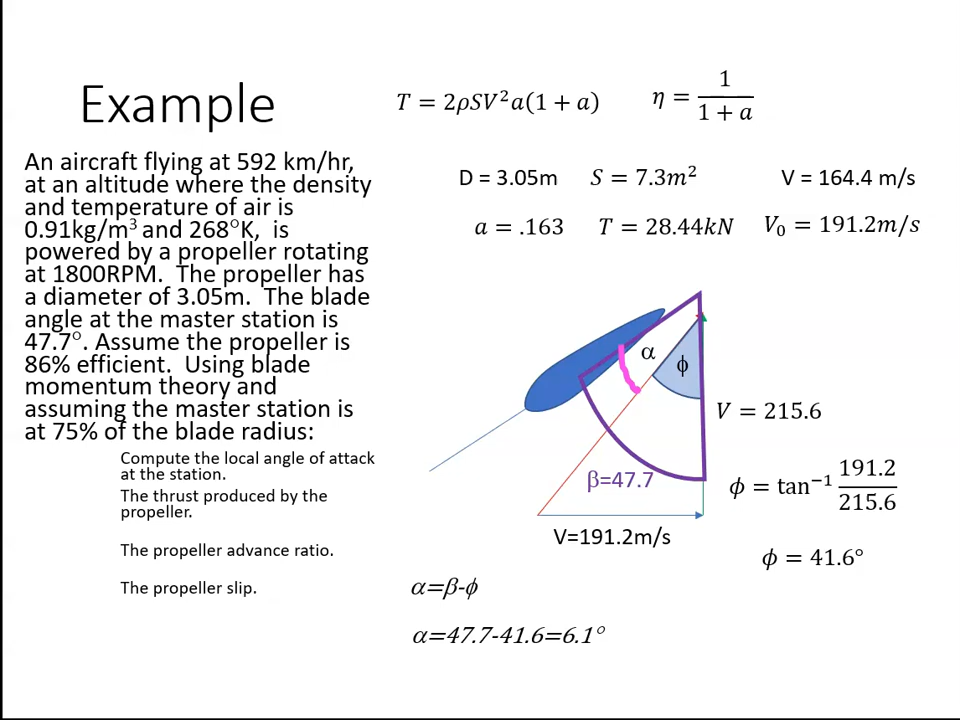 Example
T = 2ρSV²a(1 + a)
η = 1/(1 + a)
An aircraft flying at 592 km/hr,
at an altitude where the density
and temperature of air is
0.91kg/m³ and 268°K, is
powered by a propeller rotating
at 1800RPM. The propeller has
a diameter of 3.05m. The blade
angle at the master station is
47.7°. Assume the propeller is
86% efficient. Using blade
momentum theory and
assuming the master station is
at 75% of the blade radius:
Compute the local angle of attack
at the station.
The thrust produced by the
propeller.
The propeller advance ratio.
The propeller slip.
D = 3.05m
S = 7.3m²
V = 164.4 m/s
a = .163
T = 28.44kN
V₀ = 191.2m/s
α
ϕ
V = 215.6
β=47.7
ϕ = tan⁻¹ 191.2/215.6
V=191.2m/s
ϕ = 41.6°
α=β-ϕ
α=47.7-41.6=6.1°